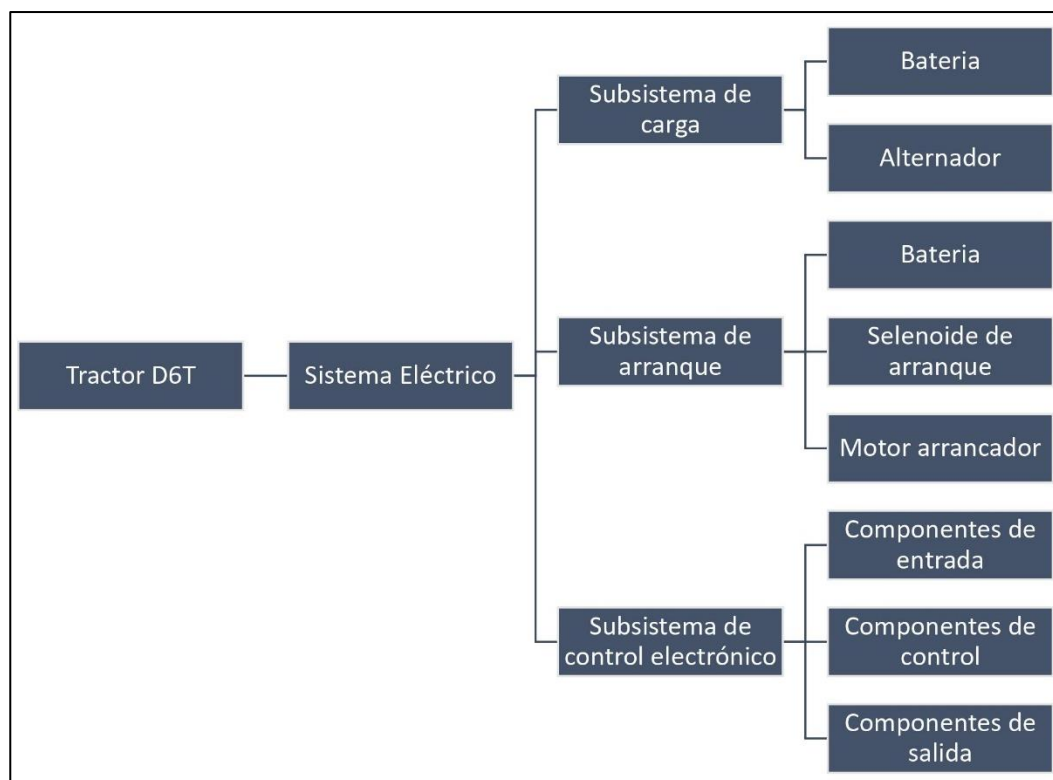 Tractor D6T
Sistema Eléctrico
Subsistema de
carga
Bateria
Alternador
Subsistema de
arranque
Bateria
Selenoide de
arranque
Motor arrancador
Subsistema de
control electrónico
Componentes de
entrada
Componentes de
control
Componentes de
salida